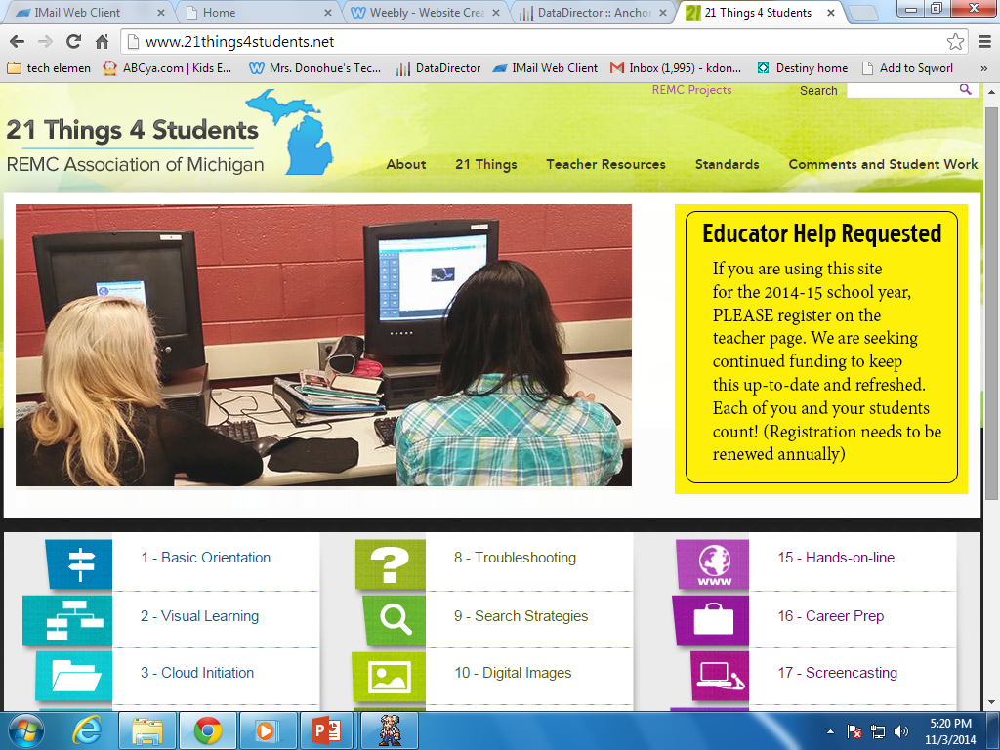 IMail Web Client
Home
Weebly - Website Crea
DataDirector :: Anchor
21 Things 4 Students
www.21things4students.net
tech elemen
ABCya.com | Kids E...
Mrs. Donohue's Tec...
DataDirector
IMail Web Client
Inbox (1,995) - kdon...
Destiny home
Add to Sqworl
»
REMC Projects
Search
21 Things 4 Students
REMC Association of Michigan
About
21 Things
Teacher Resources
Standards
Comments and Student Work
Educator Help Requested
If you are using this site
for the 2014-15 school year,
PLEASE register on the
teacher page. We are seeking
continued funding to keep
this up-to-date and refreshed.
Each of you and your students
count! (Registration needs to be
renewed annually)
1 - Basic Orientation
8 - Troubleshooting
15 - Hands-on-line
www
2 - Visual Learning
9 - Search Strategies
16 - Career Prep
3 - Cloud Initiation
10 - Digital Images
17 - Screencasting
5:20 PM
11/3/2014